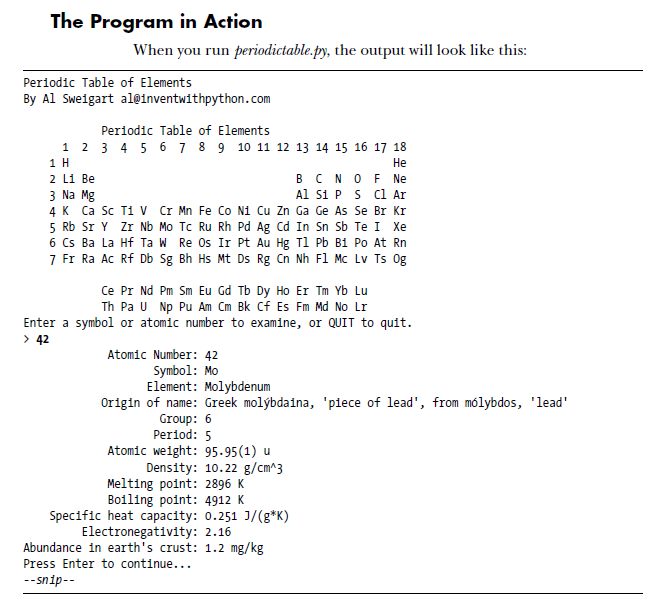 The Program in Action
When you run periodictable.py, the output will look like this:
Periodic Table of Elements
By Al Sweigart al@inventwithpython.com
            Periodic Table of Elements
      1  2  3  4  5  6  7  8  9  10 11 12 13 14 15 16 17 18
    1 H                                                  He
    2 Li Be                               B  C  N  O  F  Ne
    3 Na Mg                               Al Si P  S  Cl Ar
    4 K  Ca Sc Ti V  Cr Mn Fe Co Ni Cu Zn Ga Ge As Se Br Kr
    5 Rb Sr Y  Zr Nb Mo Tc Ru Rh Pd Ag Cd In Sn Sb Te I  Xe
    6 Cs Ba La Hf Ta W  Re Os Ir Pt Au Hg Tl Pb Bi Po At Rn
    7 Fr Ra Ac Rf Db Sg Bh Hs Mt Ds Rg Cn Nh Fl Mc Lv Ts Og
            Ce Pr Nd Pm Sm Eu Gd Tb Dy Ho Er Tm Yb Lu
            Th Pa U  Np Pu Am Cm Bk Cf Es Fm Md No Lr
Enter a symbol or atomic number to examine, or QUIT to quit.
> 42
             Atomic Number: 42
                    Symbol: Mo
                   Element: Molybdenum
            Origin of name: Greek molýbdaina, 'piece of lead', from mólybdos, 'lead'
                     Group: 6
                    Period: 5
             Atomic weight: 95.95(1) u
                   Density: 10.22 g/cm^3
             Melting point: 2896 K
             Boiling point: 4912 K
    Specific heat capacity: 0.251 J/(g*K)
         Electronegativity: 2.16
Abundance in earth's crust: 1.2 mg/kg
Press Enter to continue...
--snip--